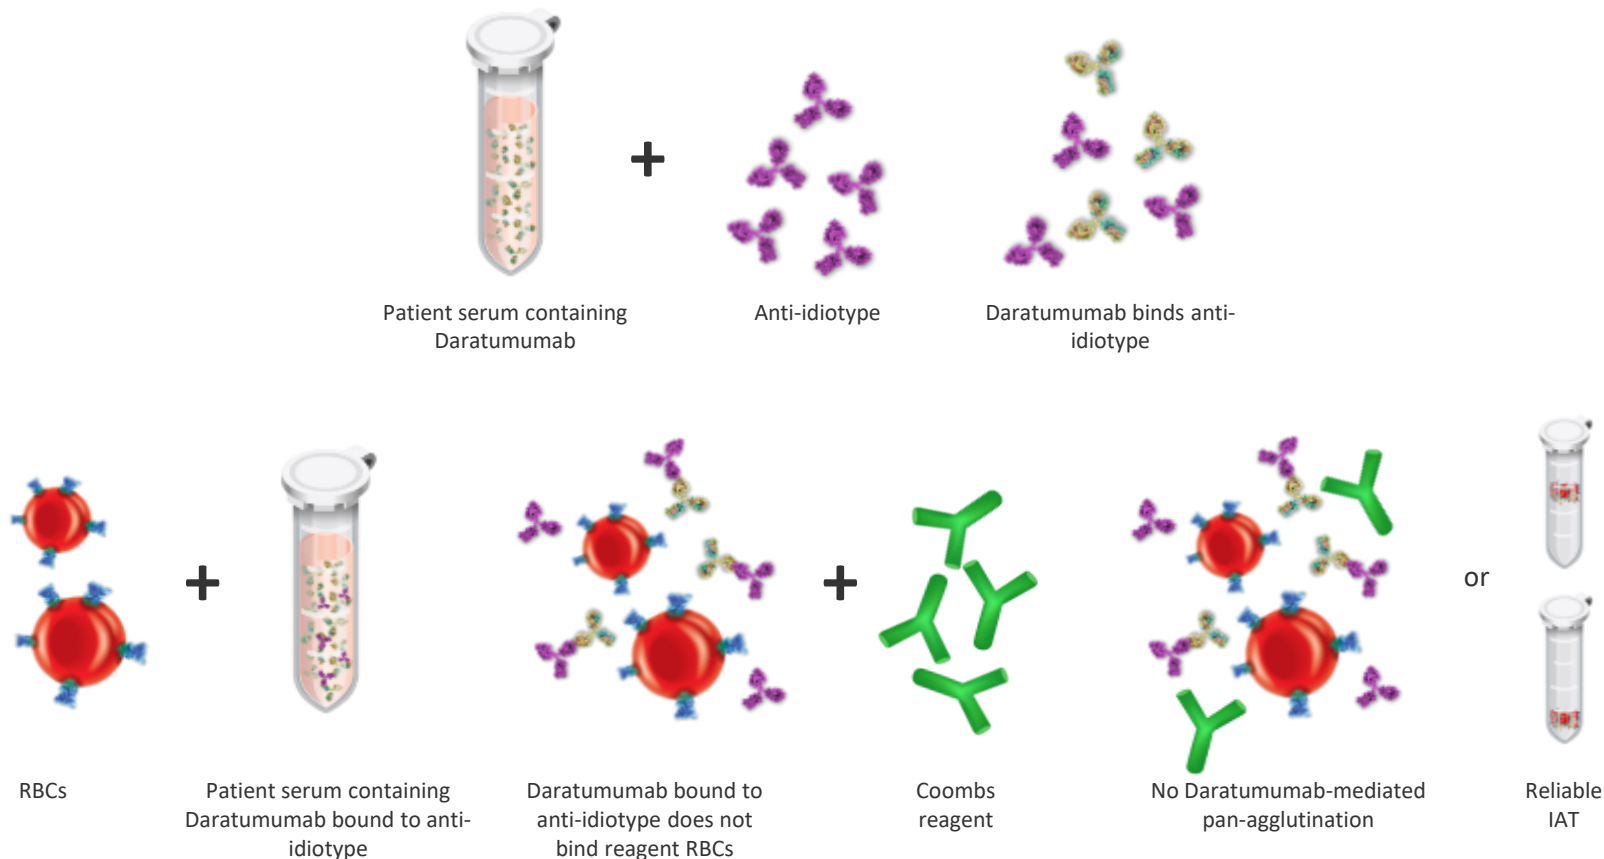 Patient serum containing
Daratumumab
Anti-idiotype
Daratumumab binds anti-
idiotype
or
RBCs
Patient serum containing
Daratumumab bound to anti-
idiotype
Daratumumab bound to
anti-idiotype does not
bind reagent RBCs
Coombs
reagent
No Daratumumab-mediated
pan-agglutination
Reliable
IAT